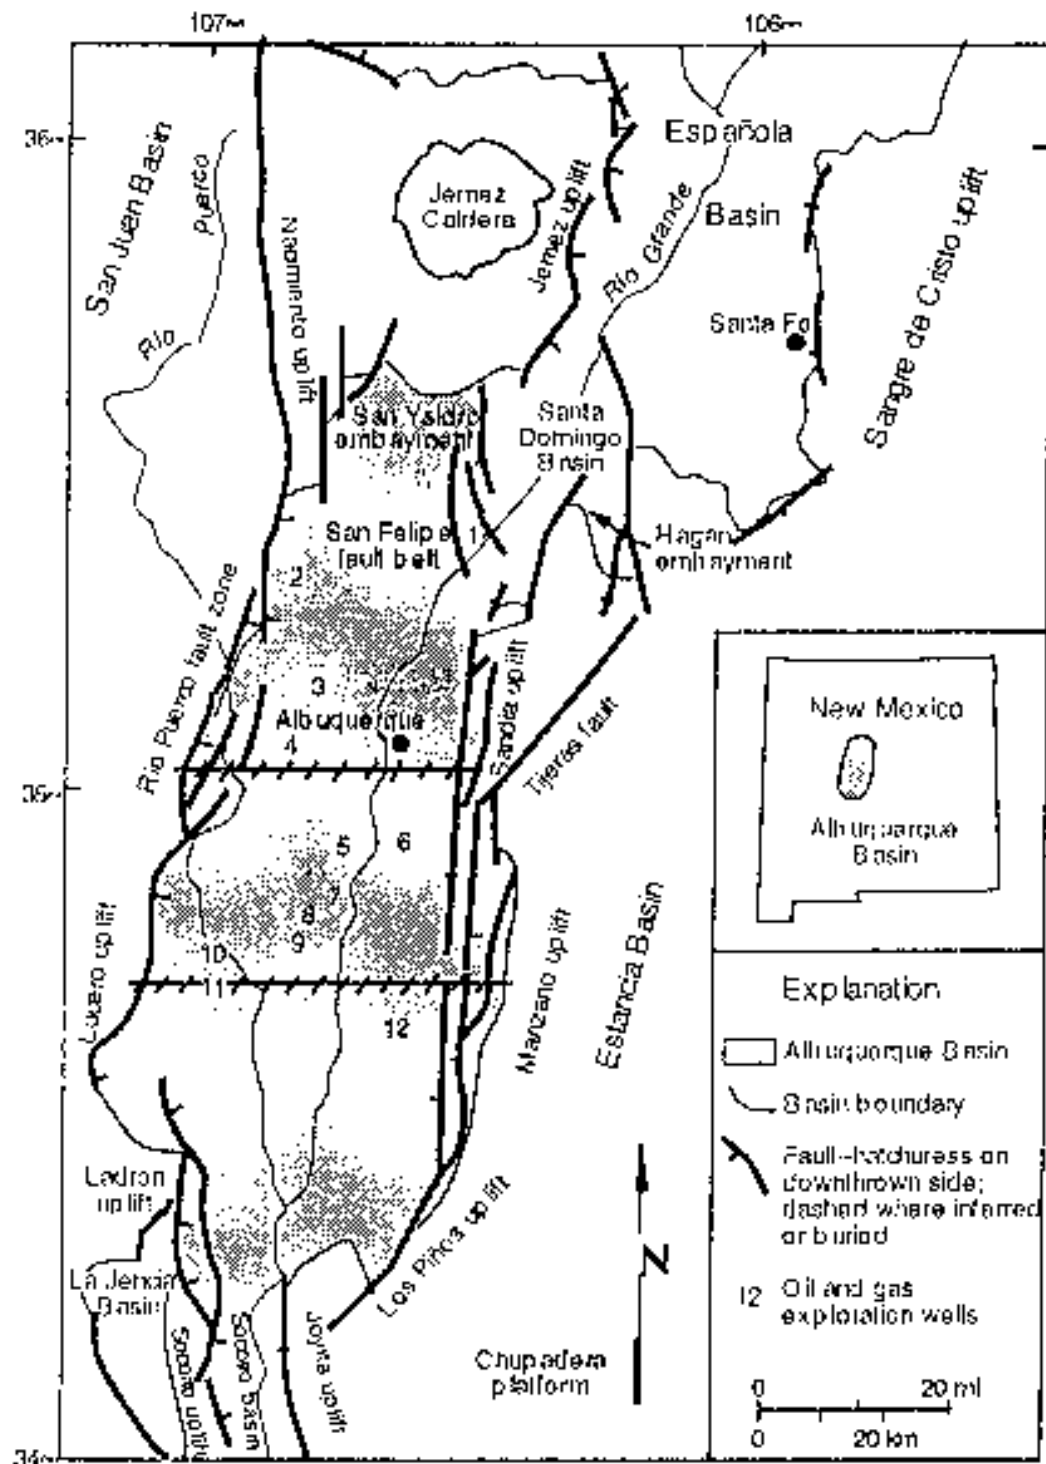 107°
106°
36°
35°
34°
San Juan Basin
Rio
Puerco
Nacimiento uplift
Jemez
Caldera
Jemez uplift
Española
Basin
Rio Grande
Santa Fe
Sangre de Cristo uplift
San Ysidro
embayment
Santa
Domingo
Basin
San Felipe
fault belt
1
Hagan
embayment
2
Rio Puerco fault zone
3
Albuquerque
4
Sandia uplift
Tijeras fault
5
6
7
8
9
10
11
12
Lucero uplift
Manzano uplift
Estancia Basin
Ladron
uplift
La Jencia
Basin
Socorro uplift
Socorro basin
Joyita uplift
Los Piños uplift
Chupadera
platform
N
New Mexico
Albuquerque
Basin
Explanation
Albuquerque Basin
Basin boundary
Fault--hatchuress on
downthrown side;
dashed where inferred
or buried
12
Oil and gas
exploration wells
0
20 mi
0
20 km